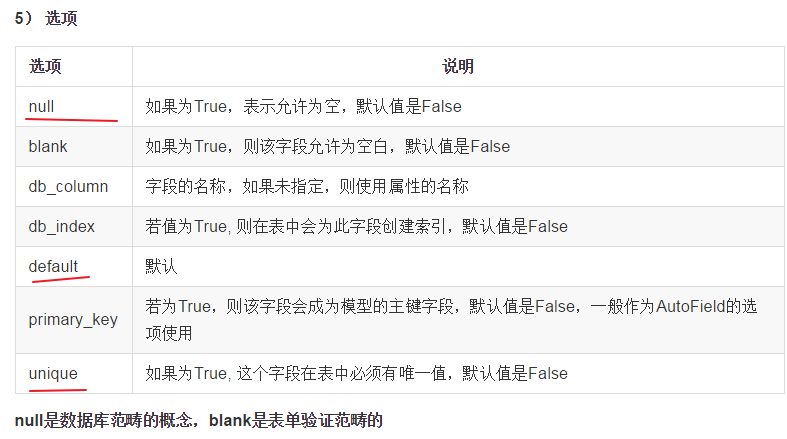 5） 选项
选项 说明
null 如果为True，表示允许为空，默认值是False
blank 如果为True，则该字段允许为空白，默认值是False
db_column 字段的名称，如果未指定，则使用属性的名称
db_index 若值为True, 则在表中会为此字段创建索引，默认值是False
default 默认
primary_key 若为True，则该字段会成为模型的主键字段，默认值是False，一般作为AutoField的选
项使用
unique 如果为True, 这个字段在表中必须有唯一值，默认值是False
null是数据库范畴的概念，blank是表单验证范畴的